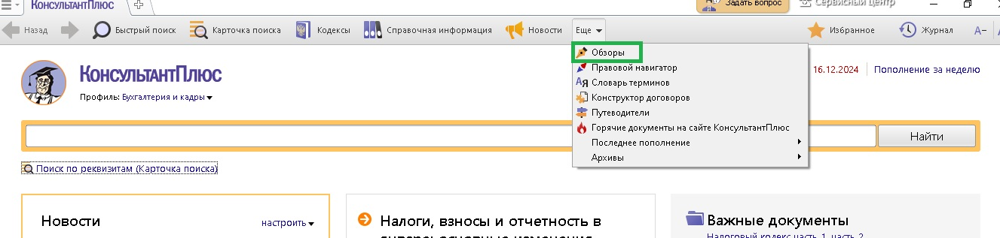 КонсультантПлюс
Задать вопрос
Сервисный центр
Назад
Быстрый поиск
Карточка поиска
Кодексы
Справочная информация
Новости
Еще
Избранное
Журнал
А−
Обзоры
Правовой навигатор
Словарь терминов
Конструктор договоров
Путеводители
Горячие документы на сайте КонсультантПлюс
Последнее пополнение
Архивы
КонсультантПлюс
Профиль: Бухгалтерия и кадры
16.12.2024
Пополнение за неделю
Найти
Поиск по реквизитам (Карточка поиска)
Новости
настроить
Налоги, взносы и отчетность в
январе: основные изменения
Важные документы
Налоговый кодекс часть 1, часть 2